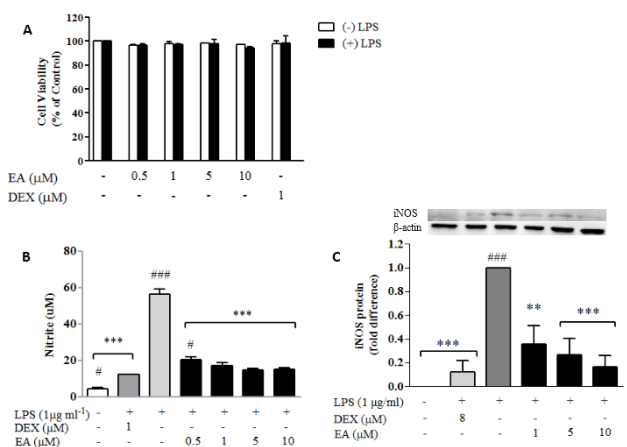 A
120
100
80
60
40
20
0
Cell Viability
(% of Control)
(-) LPS
(+) LPS
EA (µM) - 0.5 1 5 10 -
DEX (µM) - - - - - 1
B
80
60
40
20
0
Nitrite (uM)
#
***
###
***
#
LPS (1µg ml-1) - + + + + + +
DEX (µM) - 1 - - - - -
EA (µM) - - - 0.5 1 5 10
iNOS
β-actin
C
1.2
1.0
0.8
0.6
0.4
0.2
0.0
iNOS protein
(fold difference)
***
###
**
***
LPS (1 µg/ml) - + + + + +
DEX (µM) - 8 - - - -
EA (µM) - - - 1 5 10